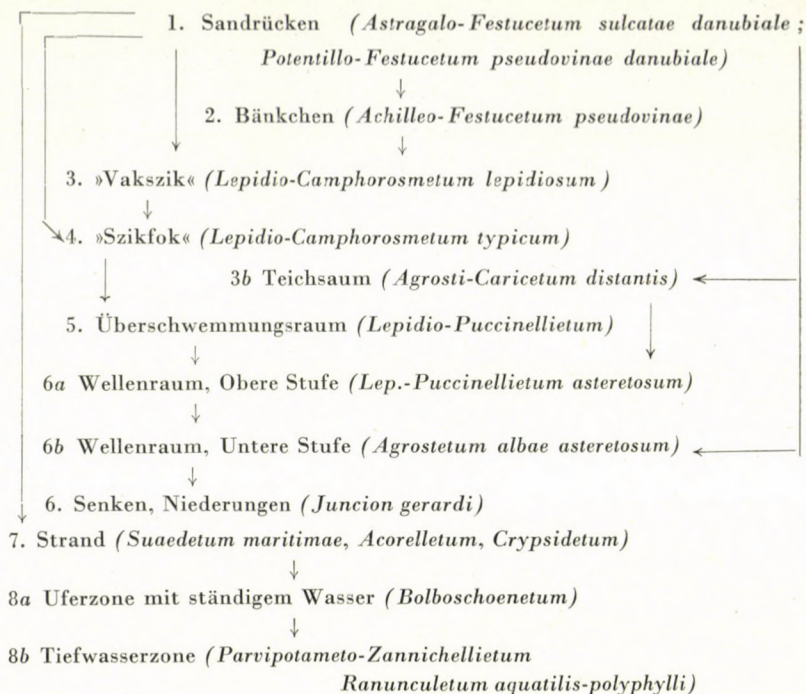 1. Sandrücken (Astragalo-Festucetum sulcatae danubiale ;
Potentillo-Festucetum pseudovinae danubiale)
↓
2. Bänkchen (Achilleo-Festucetum pseudovinae)
↓
3. »Vakszik« (Lepidio-Camphorosmetum lepidiosum)
↓
4. »Szikfok« (Lepidio-Camphorosmetum typicum)
3b Teichsaum (Agrosti-Caricetum distantis)
5. Überschwemmungsraum (Lepidio-Puccinellietum)
↓
6a Wellenraum, Obere Stufe (Lep.-Puccinellietum asteretosum)
↓
6b Wellenraum, Untere Stufe (Agrostetum albae asteretosum)
↓
6. Senken, Niederungen (Juncion gerardi)
7. Strand (Suaedetum maritimae, Acorelletum, Crypsidetum)
↓
8a Uferzone mit ständigem Wasser (Bolboschoenetum)
↓
8b Tiefwasserzone (Parvipotameto-Zannichellietum
Ranunculetum aquatilis-polyphylli)